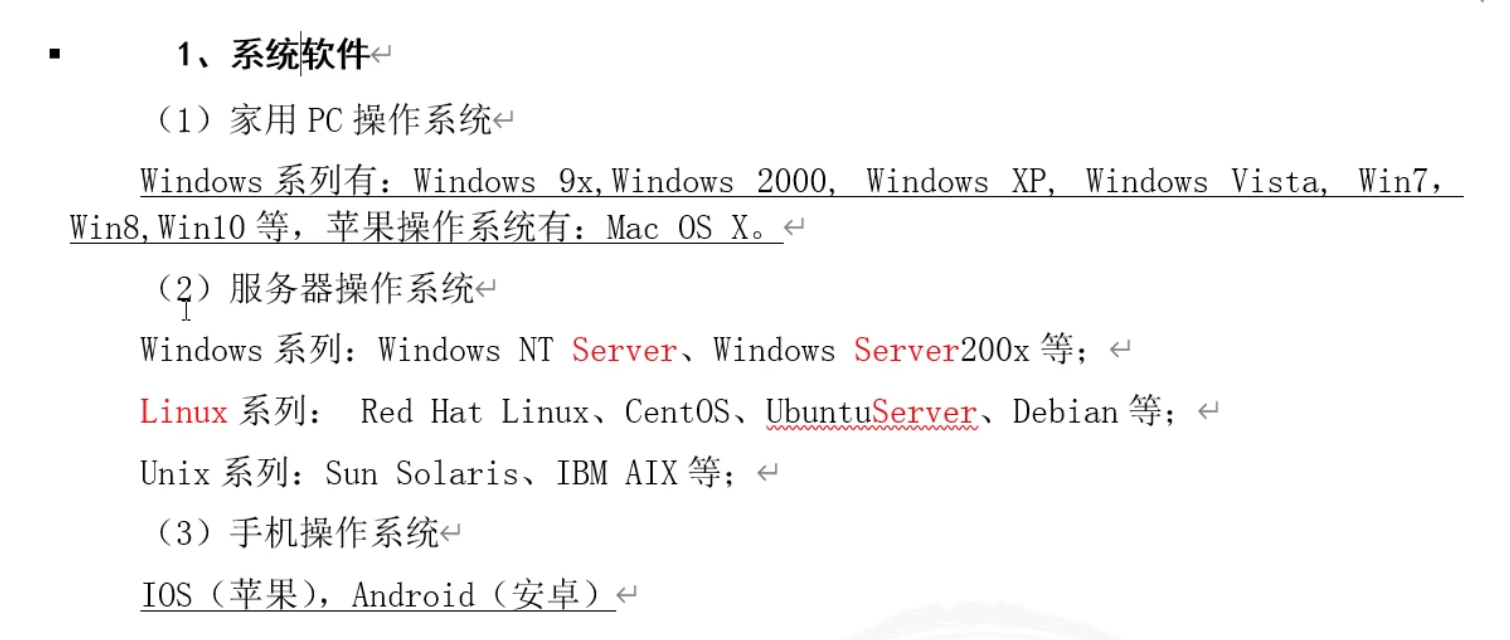 1、系统软件
（1）家用 PC 操作系统
Windows 系列有：Windows 9x,Windows 2000, Windows XP, Windows Vista, Win7，
Win8,Win10 等，苹果操作系统有：Mac OS X。
（2）服务器操作系统
Windows 系列：Windows NT Server、Windows Server200x 等；
Linux 系列： Red Hat Linux、CentOS、UbuntuServer、Debian 等；
Unix 系列：Sun Solaris、IBM AIX 等；
（3）手机操作系统
IOS（苹果），Android（安卓）